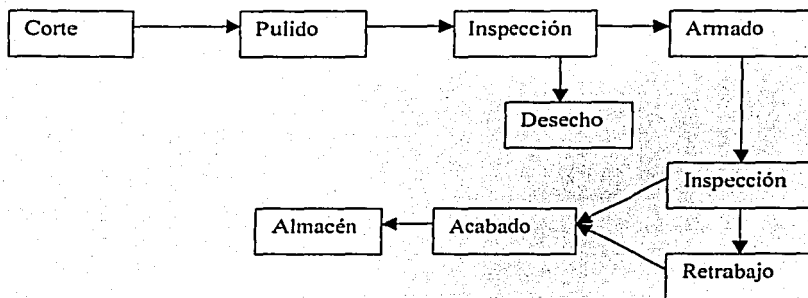 Corte
Pulido
Inspección
Armado
Desecho
Inspección
Almacén
Acabado
Retrabajo